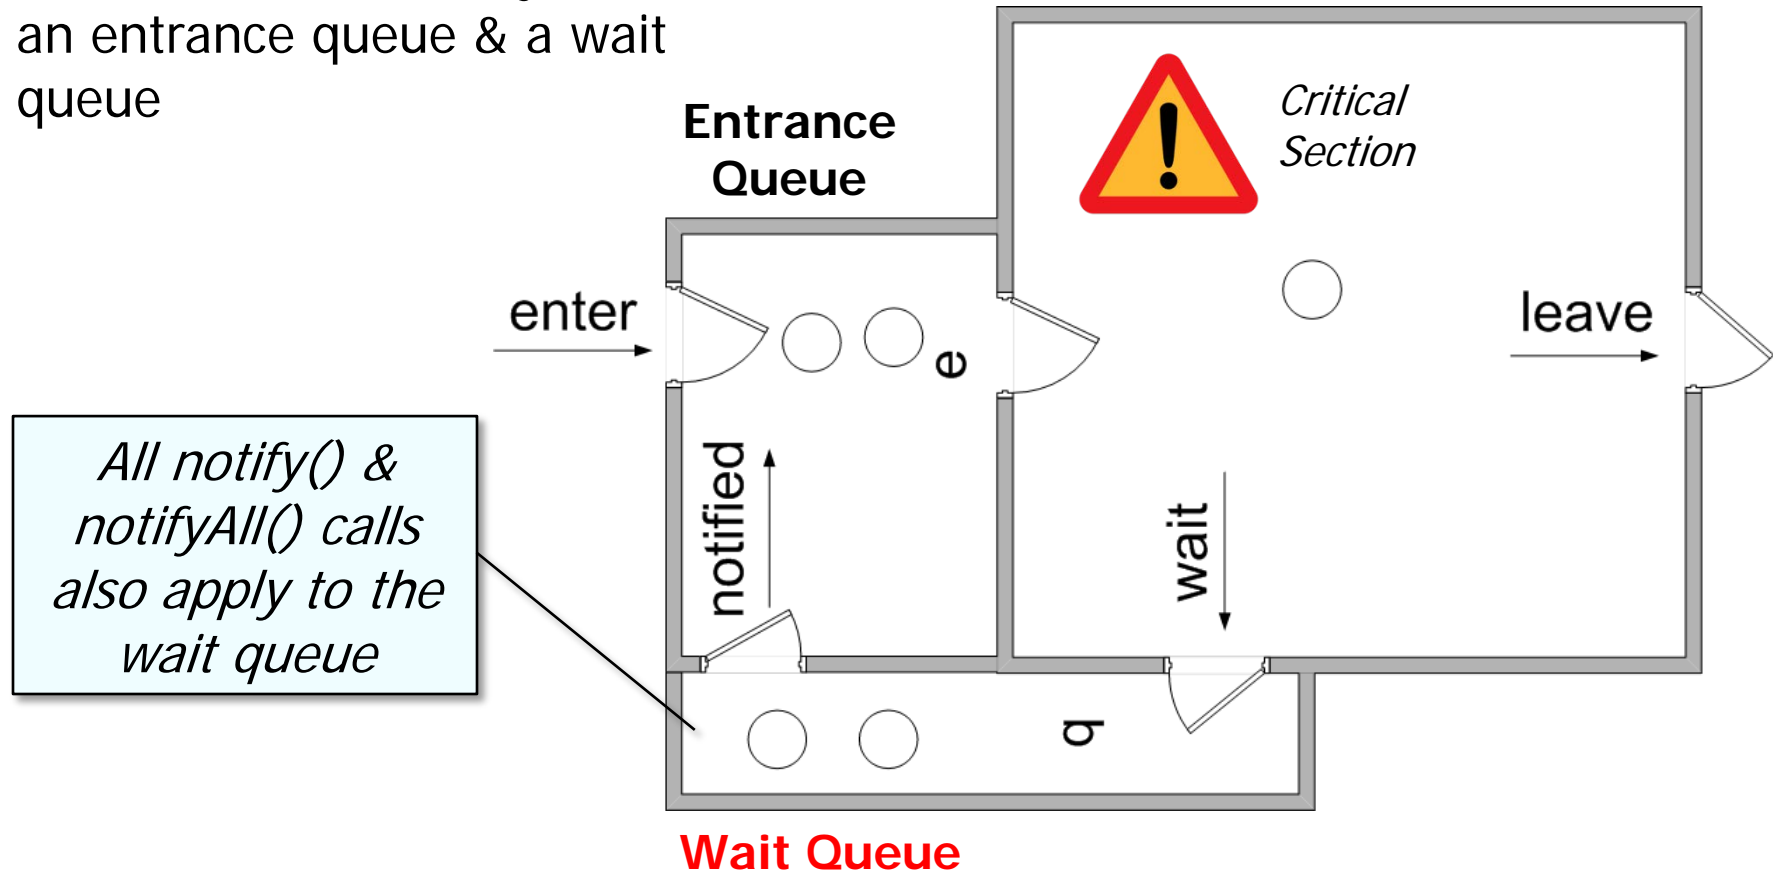 an entrance queue & a wait
queue
Entrance
Queue
Critical
Section
enter
e
leave
All notify() &
notifyAll() calls
also apply to the
wait queue
notified
wait
q
Wait Queue